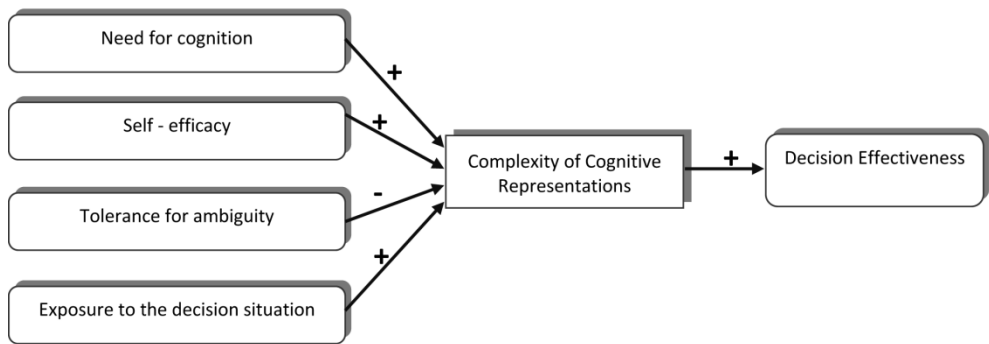 Need for cognition
+
Self - efficacy
+
Complexity of Cognitive
Representations
+
Decision Effectiveness
-
Tolerance for ambiguity
+
Exposure to the decision situation